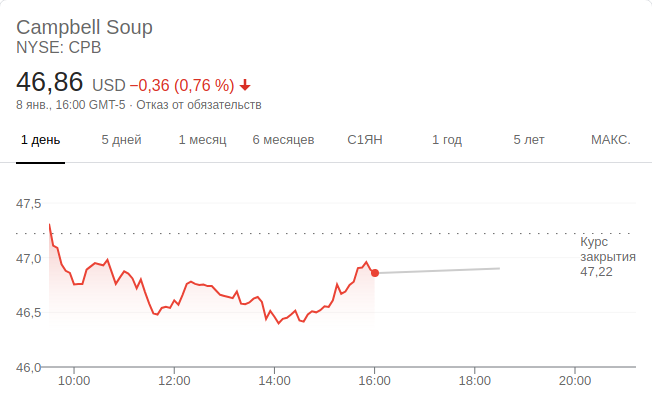 Campbell Soup
NYSE: CPB
46,86 USD −0,36 (0,76 %)
8 янв., 16:00 GMT-5 · Отказ от обязательств
1 день 5 дней 1 месяц 6 месяцев С1ЯН 1 год 5 лет МАКС.
47,5
Курс
закрытия
47,0
47,22
46,5
46,0
10:00 12:00 14:00 16:00 18:00 20:00